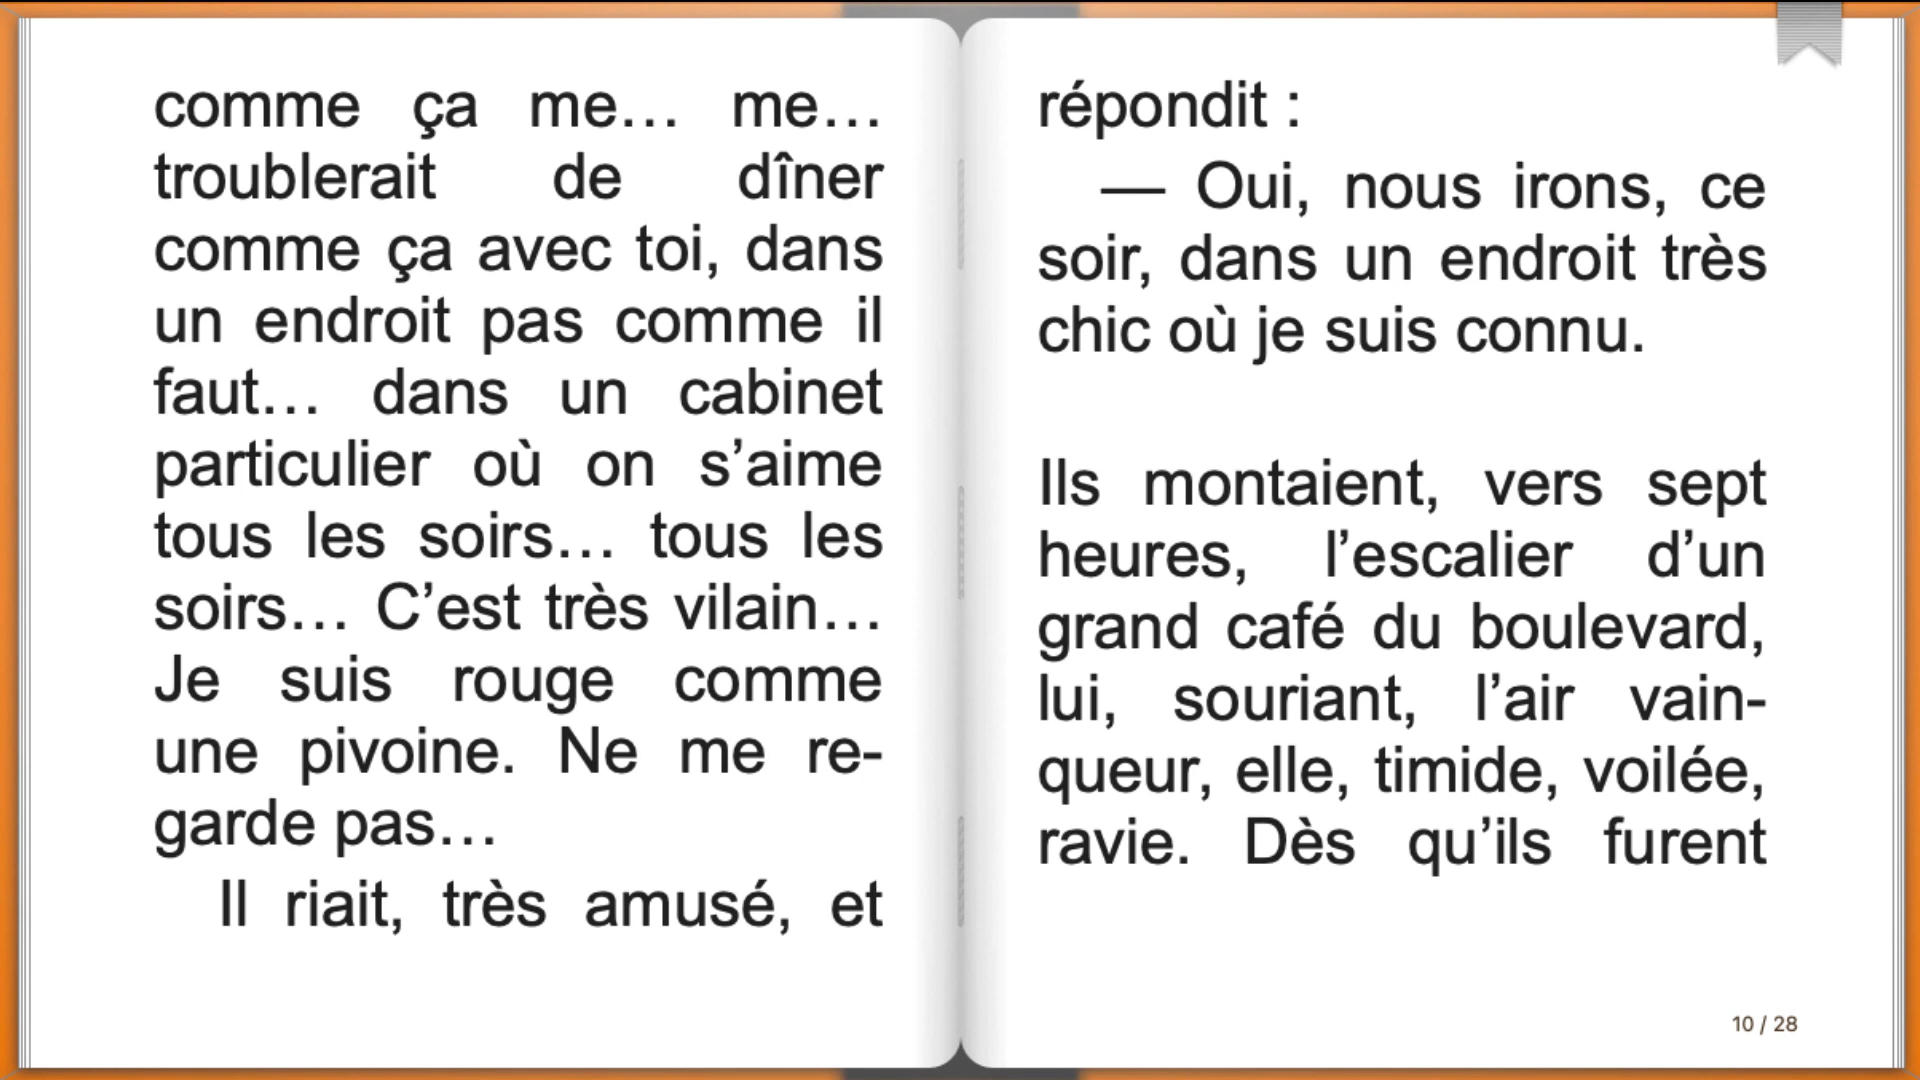 comme ça me… me…
troublerait de dîner
comme ça avec toi, dans
un endroit pas comme il
faut… dans un cabinet
particulier où on s’aime
tous les soirs… tous les
soirs… C’est très vilain…
Je suis rouge comme
une pivoine. Ne me re-
garde pas…
Il riait, très amusé, et
répondit :
— Oui, nous irons, ce
soir, dans un endroit très
chic où je suis connu.
Ils montaient, vers sept
heures, l’escalier d’un
grand café du boulevard,
lui, souriant, l’air vain-
queur, elle, timide, voilée,
ravie. Dès qu’ils furent
10 / 28